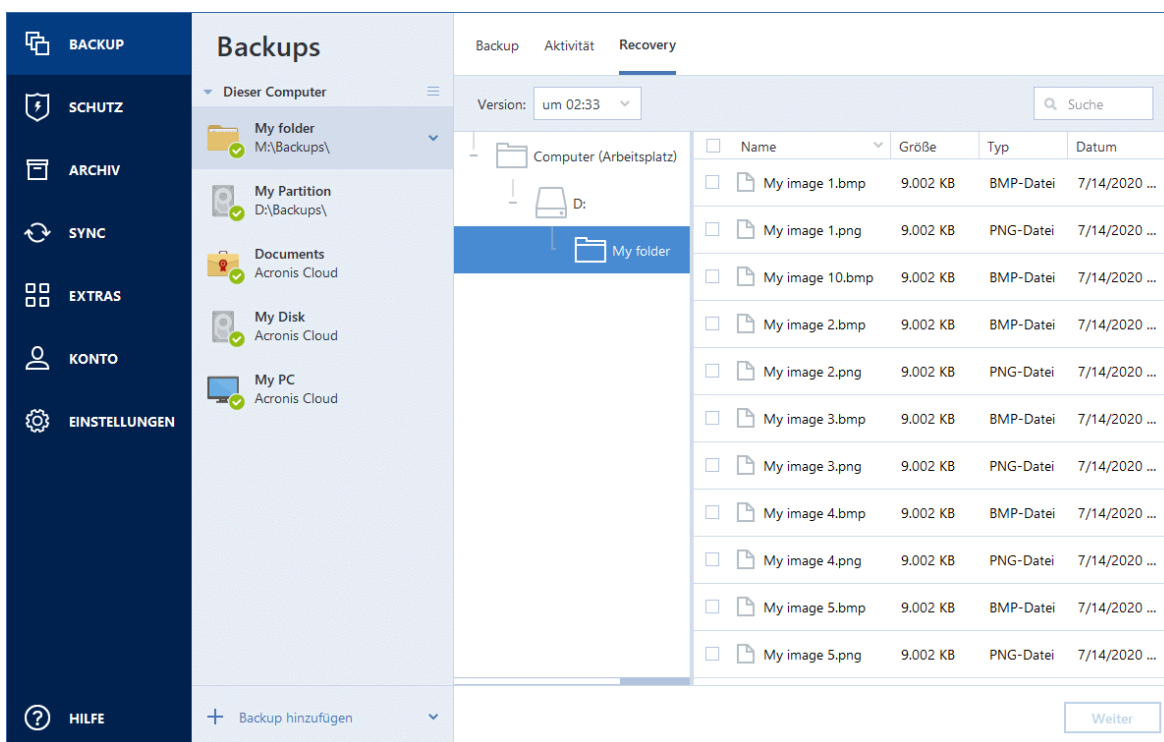 BACKUP
SCHUTZ
ARCHIV
SYNC
EXTRAS
KONTO
EINSTELLUNGEN
HILFE
Backups
Dieser Computer
My folder
M:\Backups\
My Partition
D:\Backups\
Documents
Acronis Cloud
My Disk
Acronis Cloud
My PC
Acronis Cloud
Backup hinzufügen
Backup Aktivität Recovery
Version: um 02:33 Suche
Computer (Arbeitsplatz)
D:
My folder
Name Größe Typ Datum
My image 1.bmp 9.002 KB BMP-Datei 7/14/2020 ...
My image 1.png 9.002 KB PNG-Datei 7/14/2020 ...
My image 10.bmp 9.002 KB BMP-Datei 7/14/2020 ...
My image 2.bmp 9.002 KB BMP-Datei 7/14/2020 ...
My image 2.png 9.002 KB PNG-Datei 7/14/2020 ...
My image 3.bmp 9.002 KB BMP-Datei 7/14/2020 ...
My image 3.png 9.002 KB PNG-Datei 7/14/2020 ...
My image 4.bmp 9.002 KB BMP-Datei 7/14/2020 ...
My image 4.png 9.002 KB PNG-Datei 7/14/2020 ...
My image 5.bmp 9.002 KB BMP-Datei 7/14/2020 ...
My image 5.png 9.002 KB PNG-Datei 7/14/2020 ...
Weiter